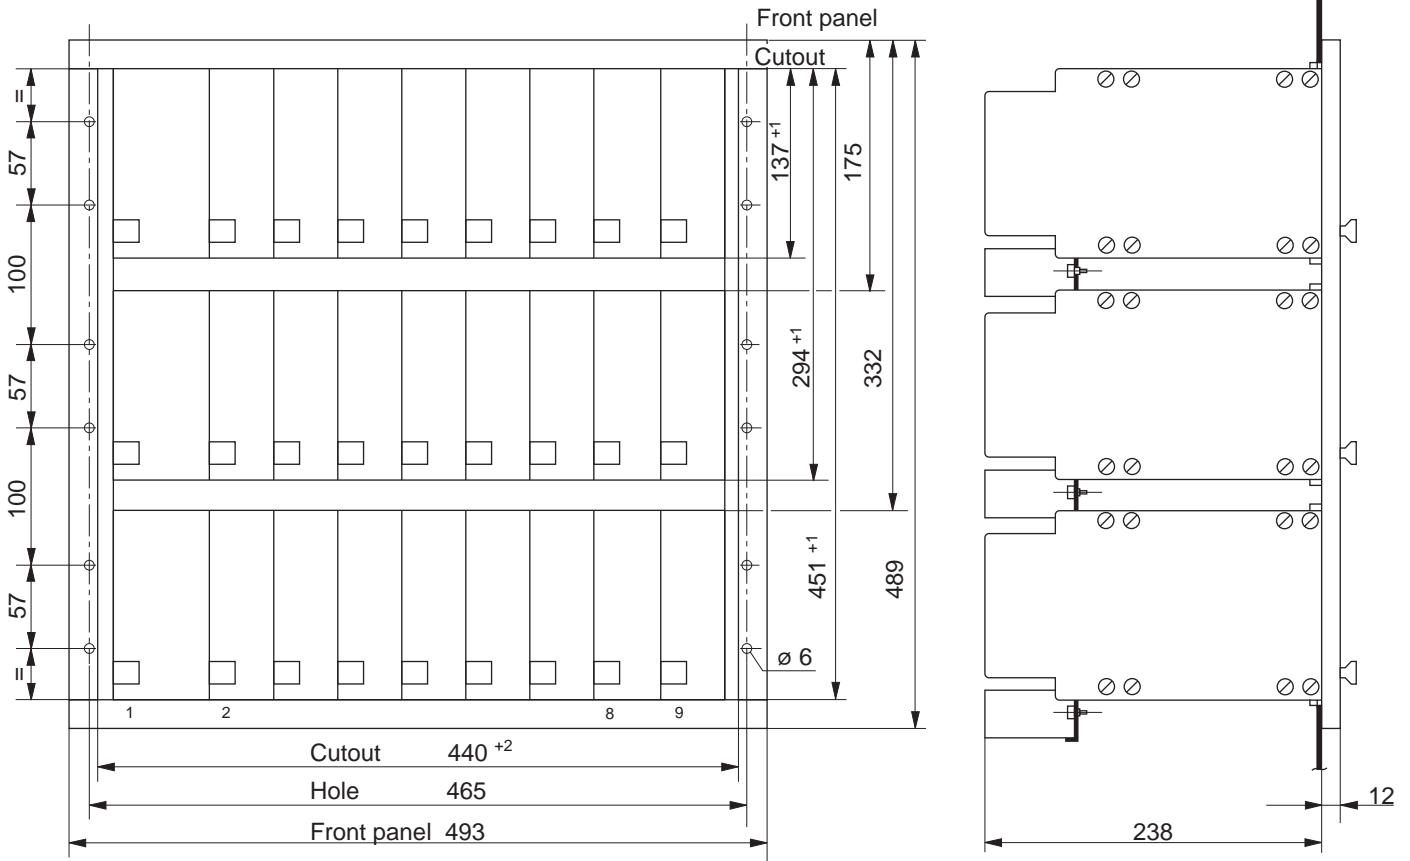 Front panel
Cutout
=
57
100
57
100
57
=
137 +1
175
294 +1
332
451 +1
489
ø 6
1 2 8 9
Cutout 440 +2
Hole 465
Front panel 493
12
238